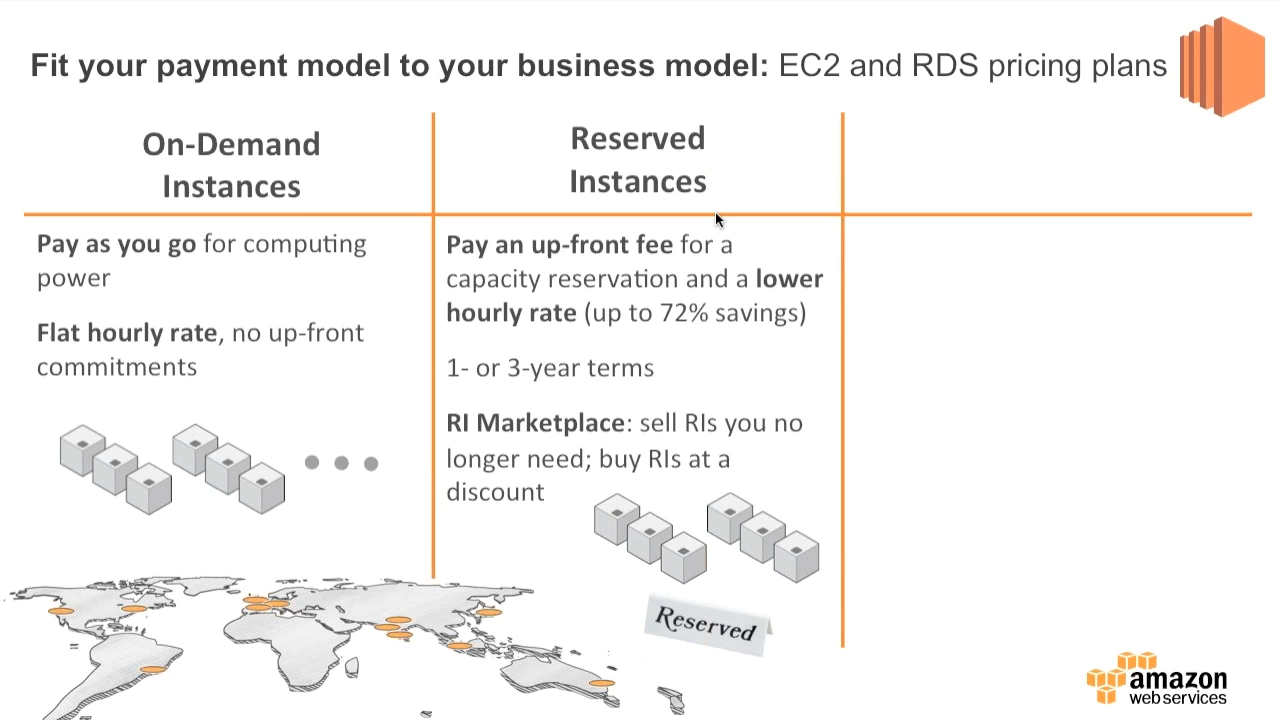 Fit your payment model to your business model: EC2 and RDS pricing plans
On-Demand
Instances
Pay as you go for computing
power
Flat hourly rate, no up-front
commitments
Reserved
Instances
Pay an up-front fee for a
capacity reservation and a lower
hourly rate (up to 72% savings)
1- or 3-year terms
RI Marketplace: sell RIs you no
longer need; buy RIs at a
discount
Reserved
amazon
web services